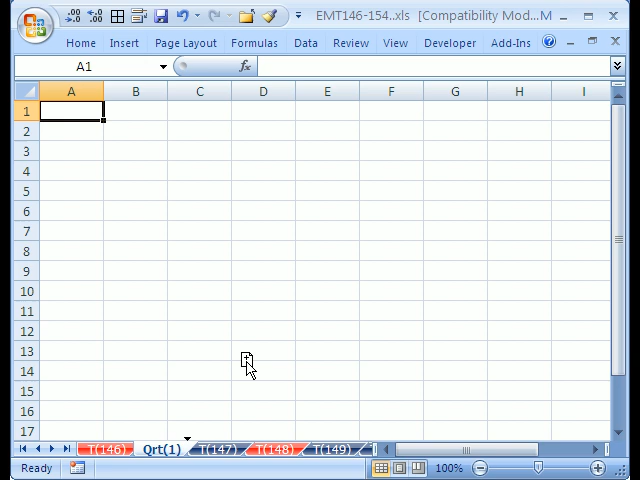 EMT146-154..xls [Compatibility Mod...M
Home Insert Page Layout Formulas Data Review View Developer Add-Ins
A1 fx
A B C D E F G H I
1
2
3
4
5
6
7
8
9
10
11
12
13
14
15
16
17
T(146) Qrt(1) T(147) T(148) T(149)
Ready 100%